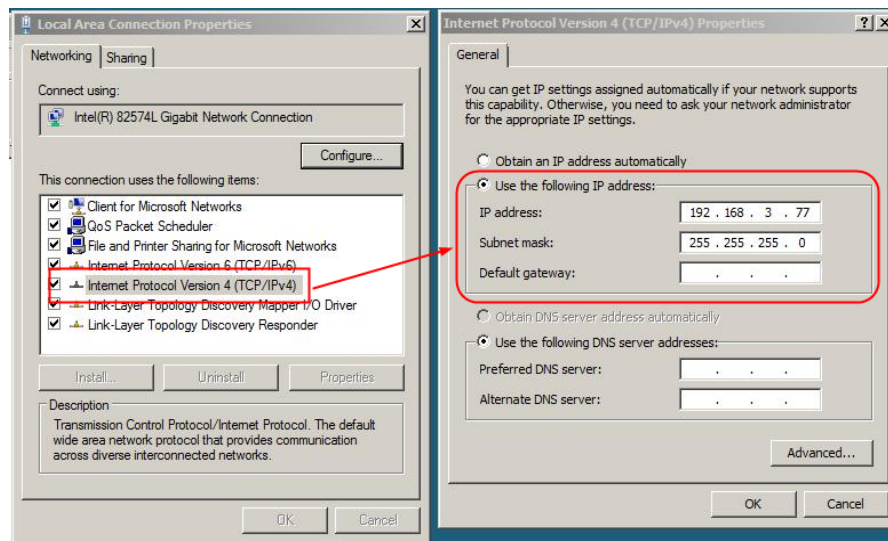 Local Area Connection Properties
Networking
Sharing
Connect using:
Intel(R) 82574L Gigabit Network Connection
Configure...
This connection uses the following items:
Client for Microsoft Networks
QoS Packet Scheduler
File and Printer Sharing for Microsoft Networks
Internet Protocol Version 6 (TCP/IPv6)
Internet Protocol Version 4 (TCP/IPv4)
Link-Layer Topology Discovery Mapper I/O Driver
Link-Layer Topology Discovery Responder
Install...
Uninstall
Properties
Description
Transmission Control Protocol/Internet Protocol. The default
wide area network protocol that provides communication
across diverse interconnected networks.
OK
Cancel
Internet Protocol Version 4 (TCP/IPv4) Properties
General
You can get IP settings assigned automatically if your network supports
this capability. Otherwise, you need to ask your network administrator
for the appropriate IP settings.
Obtain an IP address automatically
Use the following IP address:
IP address: 192 . 168 . 3 . 77
Subnet mask: 255 . 255 . 255 . 0
Default gateway: . . .
Obtain DNS server address automatically
Use the following DNS server addresses:
Preferred DNS server: . . .
Alternate DNS server: . . .
Advanced...
OK
Cancel